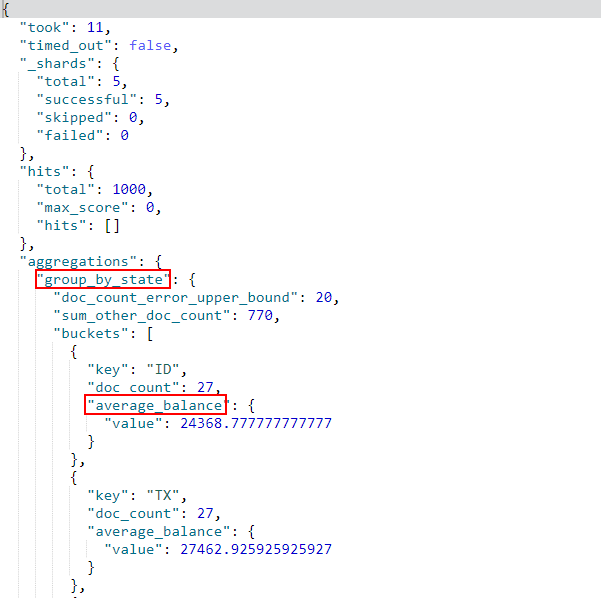 {
"took": 11,
"timed_out": false,
"_shards": {
"total": 5,
"successful": 5,
"skipped": 0,
"failed": 0
},
"hits": {
"total": 1000,
"max_score": 0,
"hits": []
},
"aggregations": {
"group_by_state": {
"doc_count_error_upper_bound": 20,
"sum_other_doc_count": 770,
"buckets": [
{
"key": "ID",
"doc_count": 27,
"average_balance": {
"value": 24368.777777777777
}
},
{
"key": "TX",
"doc_count": 27,
"average_balance": {
"value": 27462.925925925927
}
},